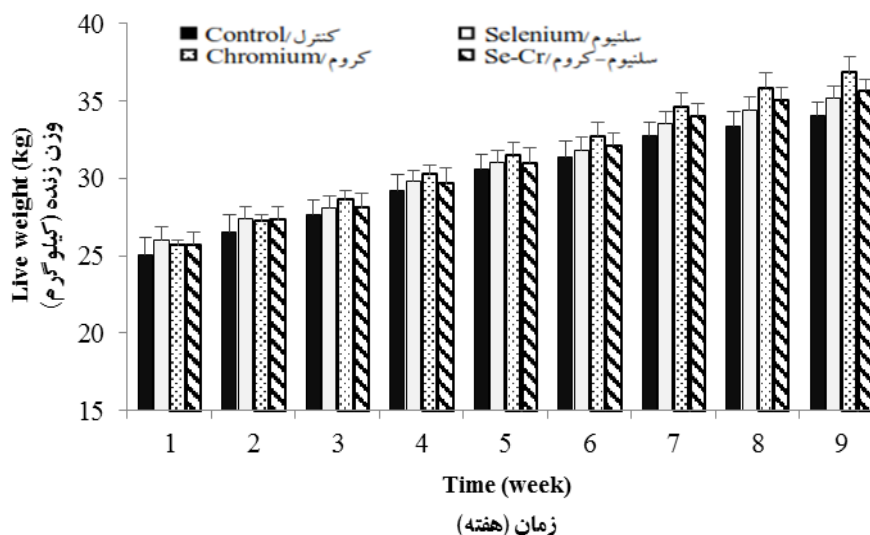 Control/کنترل
Selenium/سلنیوم
Chromium/کروم
Se-Cr/سلنیوم-کروم
Live weight (kg)
وزن زنده (کیلوگرم)
40
35
30
25
20
15
1 2 3 4 5 6 7 8 9
Time (week)
زمان (هفته)